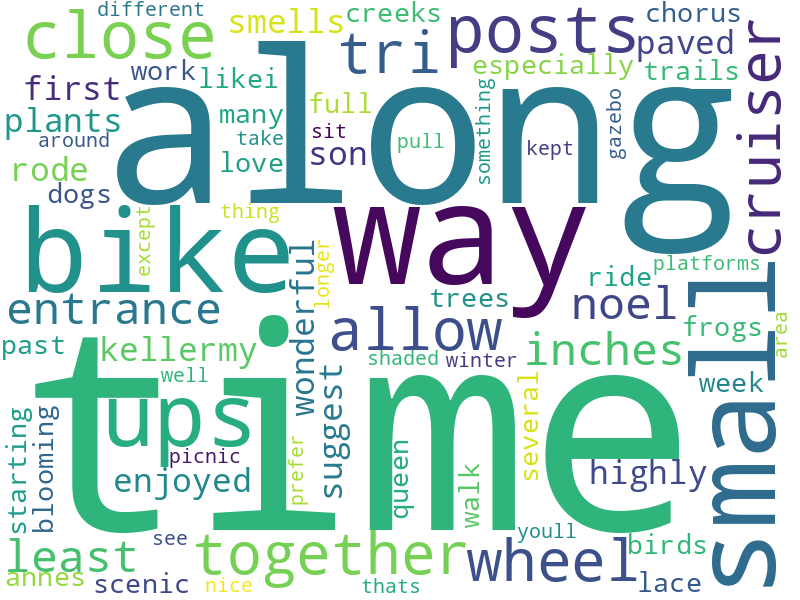 different
creeks
chorus
close
smells
tri
posts
paved
first
work
likei
especially
trails
along
plants
many
full
something
gazebo
cruiser
around
take
sit
son
pull
kept
rode
love
dogs
except
thing
bike
way
wonderful
longer
platforms
entrance
trees
ride
noel
small
past
kellermy
allow
frogs
area
shaded
winter
inches
well
week
time
ups
suggest
several
picnic
prefer
queen
walk
highly
starting
blooming
enjoyed
see
youll
birds
least
together
wheel
annes
scenic
nice
thats
lace